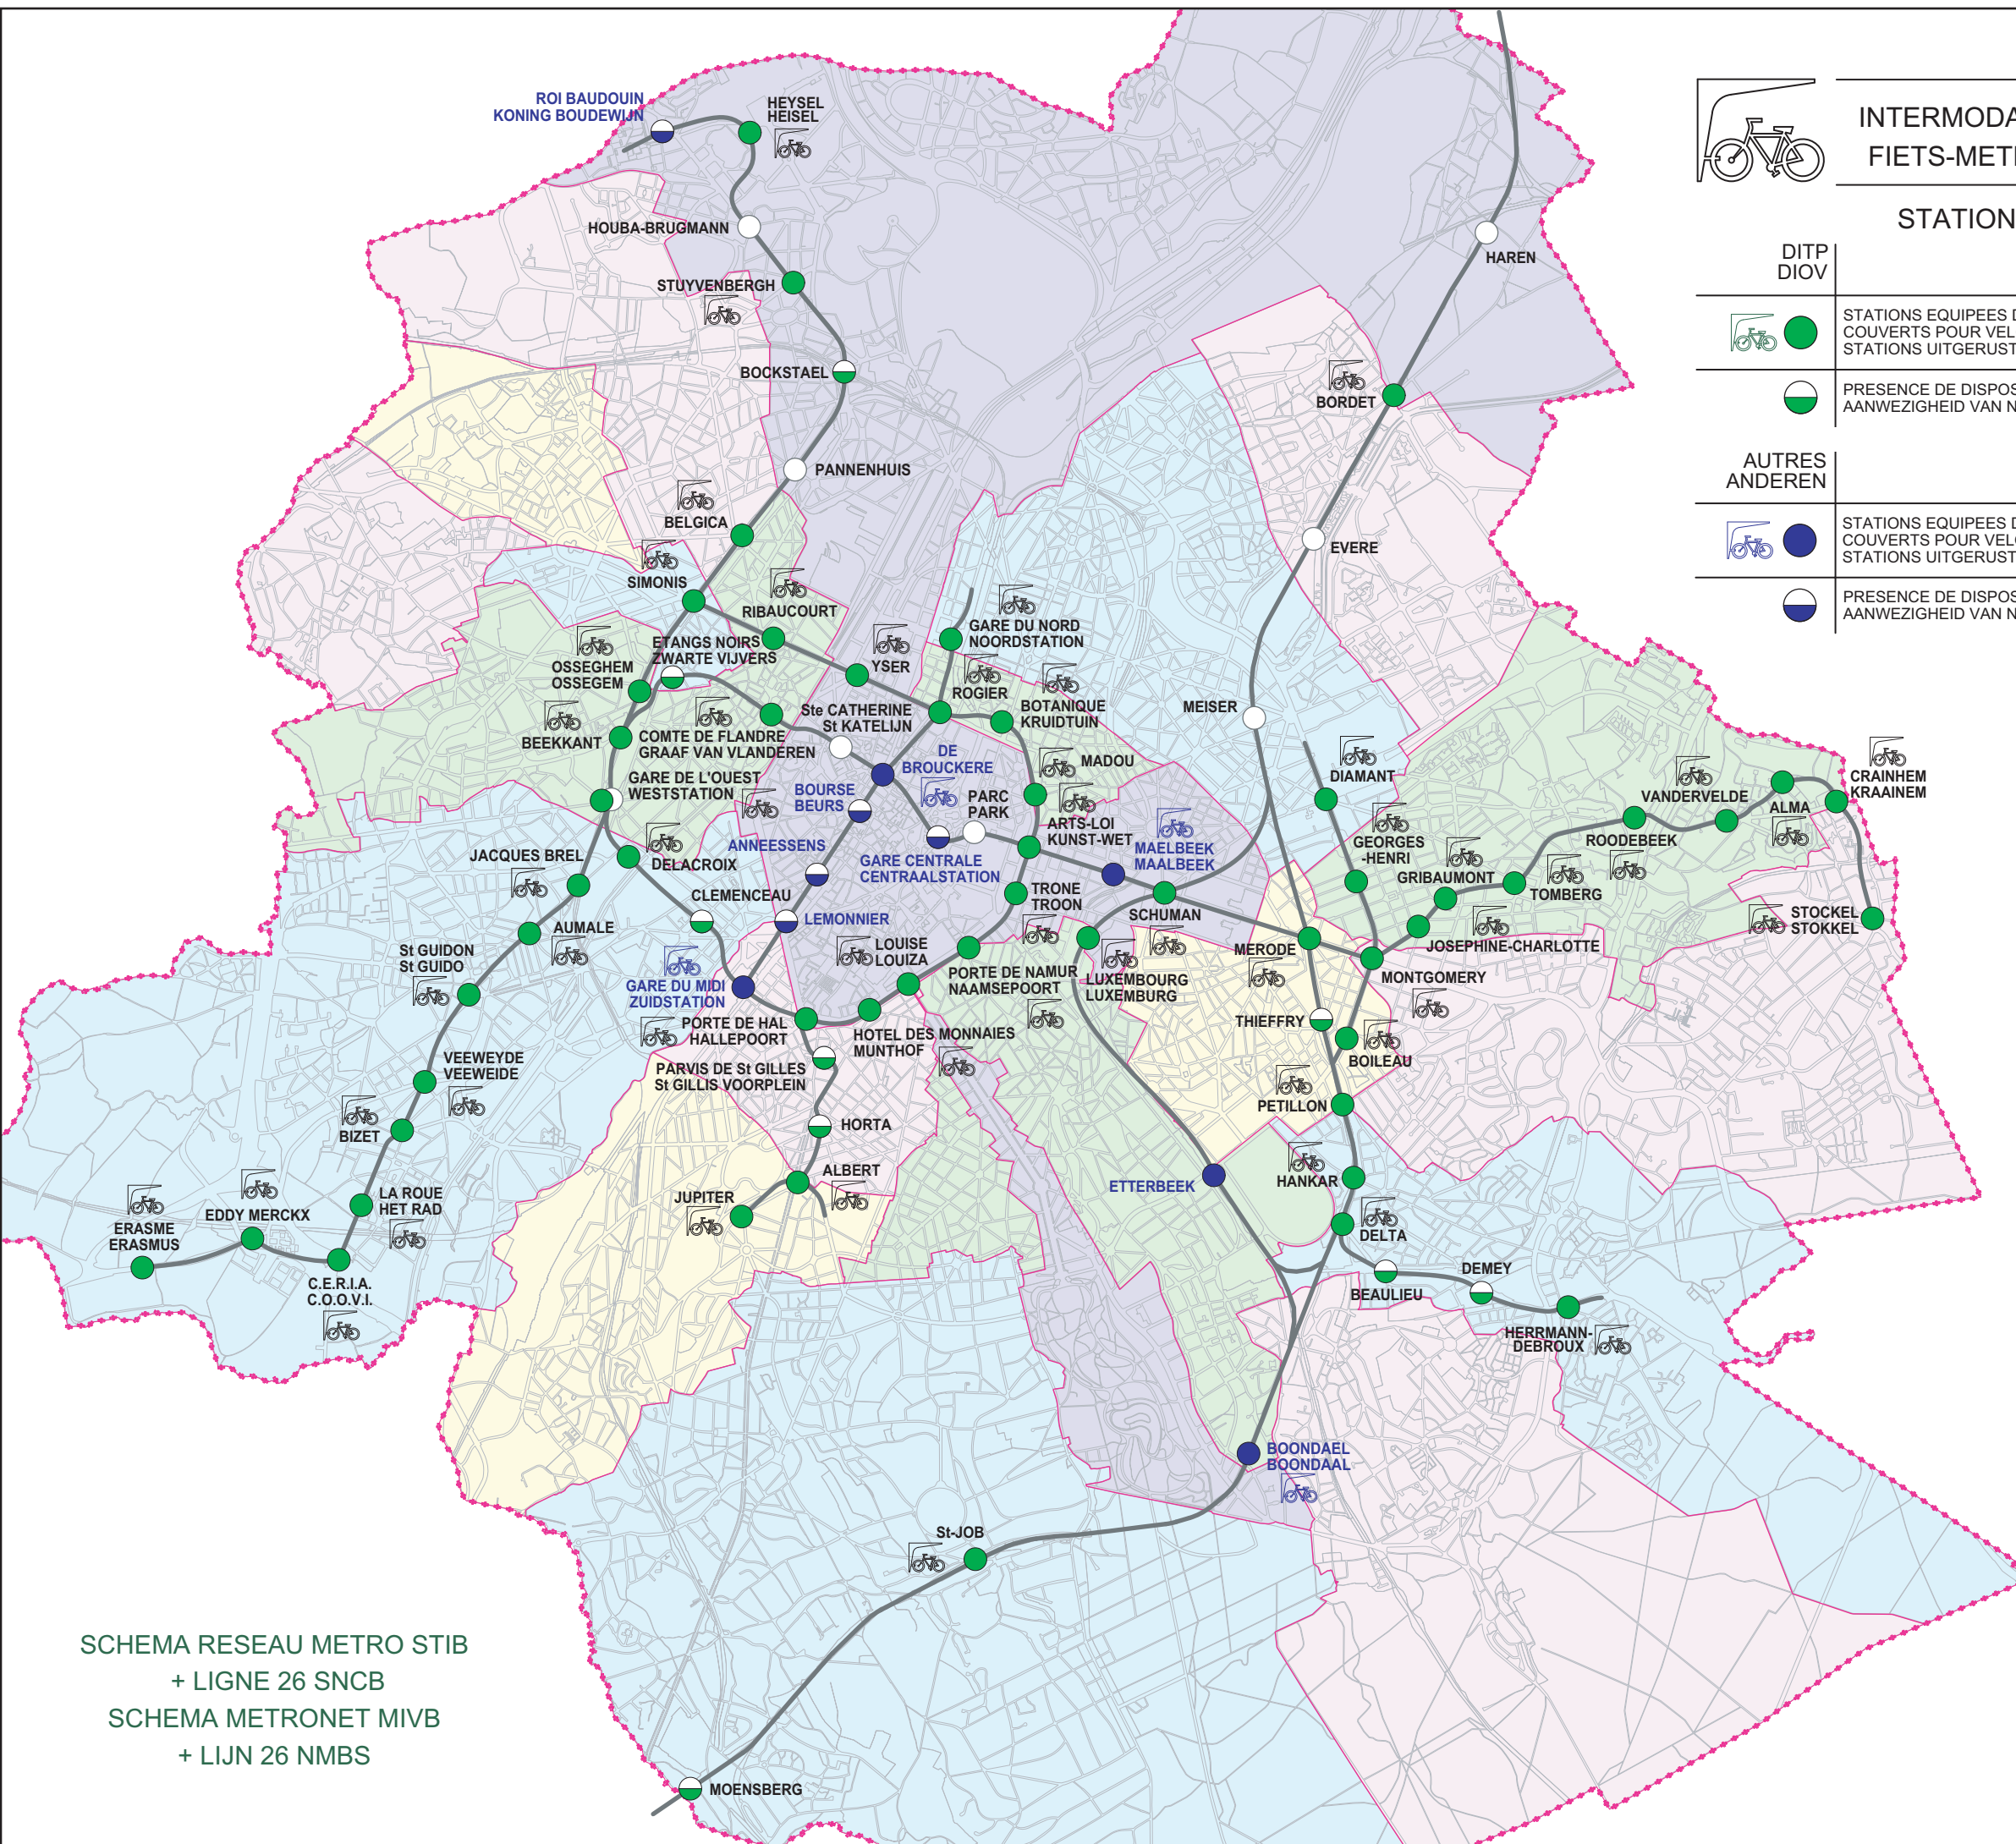 ROI BAUDOUIN
KONING BOUDEWIJN
HEYSEL
HEISEL
INTERMODA
FIETS-MET
STATION
DITP
DIOV
STATIONS EQUIPEES
COUVERTS POUR VEL
STATIONS UITGERUST
PRESENCE DE DISPOS
AANWEZIGHEID VAN N
AUTRES
ANDEREN
STATIONS EQUIPEES
COUVERTS POUR VEL
STATIONS UITGERUST
PRESENCE DE DISPOS
AANWEZIGHEID VAN N
HOUBA-BRUGMANN
HAREN
STUYVENBERGH
BOCKSTAEL
BORDET
PANNENHUIS
BELGICA
EVERE
SIMONIS
RIBAUCOURT
GARE DU NORD
NOORDSTATION
ETANGS NOIRS
ZWARTE VIJVERS
YSER
OSSEGHEM
OSSEGEM
ROGIER
BOTANIQUE
KRUIDTUIN
MEISER
Ste CATHERINE
St KATELIJN
BEEKKANT
COMTE DE FLANDRE
GRAAF VAN VLANDEREN
DE
BROUCKERE
MADOU
DIAMANT
CRAINHEM
KRAAINEM
GARE DE L'OUEST
WESTSTATION
BOURSE
BEURS
PARC
PARK
VANDERVELDE
ALMA
ARTS-LOI
KUNST-WET
GEORGES
-HENRI
ROODEBEEK
ANNEESSENS
JACQUES BREL
DELACROIX
GARE CENTRALE
CENTRAALSTATION
MAELBEEK
MAALBEEK
GRIBAUMONT
TOMBERG
CLEMENCEAU
TRONE
TROON
SCHUMAN
STOCKEL
STOKKEL
AUMALE
LEMONNIER
St GUIDON
St GUIDO
LOUISE
LOUIZA
MERODE
JOSEPHINE-CHARLOTTE
GARE DU MIDI
ZUIDSTATION
PORTE DE NAMUR
NAAMSEPOORT
LUXEMBOURG
LUXEMBURG
MONTGOMERY
PORTE DE HAL
HALLEPOORT
HOTEL DES MONNAIES
MUNTHOF
THIEFFRY
BOILEAU
VEEWEYDE
VEEWEIDE
PARVIS DE St GILLES
St GILLIS VOORPLEIN
PETILLON
BIZET
HORTA
ALBERT
HANKAR
ETTERBEEK
LA ROUE
HET RAD
JUPITER
EDDY MERCKX
ERASME
ERASMUS
DELTA
DEMEY
BEAULIEU
C.E.R.I.A.
C.O.O.V.I.
HERRMANN-
DEBROUX
BOONDAEL
BOONDAAL
St-JOB
SCHEMA RESEAU METRO STIB
+ LIGNE 26 SNCB
SCHEMA METRONET MIVB
+ LIJN 26 NMBS
MOENSBERG